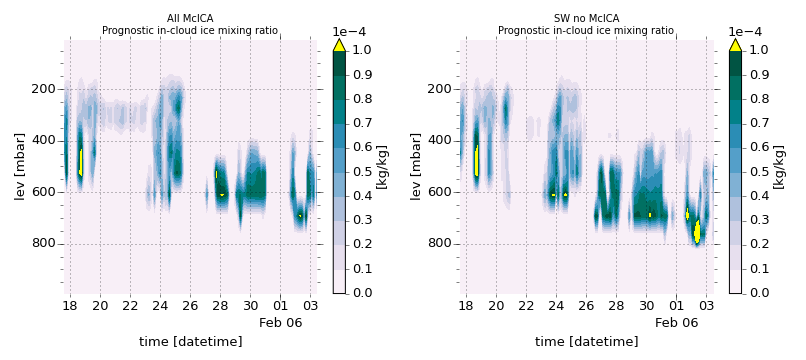 All McICA
Prognostic in-cloud ice mixing ratio
1e−4
lev [mbar]
200
400
600
800
18 20 22 24 26 28 30 01 03
Feb 06
time [datetime]
1.0
0.9
0.8
0.7
0.6
0.5
0.4
0.3
0.2
0.1
0.0
[kg/kg]
SW no McICA
Prognostic in-cloud ice mixing ratio
1e−4
lev [mbar]
200
400
600
800
18 20 22 24 26 28 30 01 03
Feb 06
time [datetime]
1.0
0.9
0.8
0.7
0.6
0.5
0.4
0.3
0.2
0.1
0.0
[kg/kg]